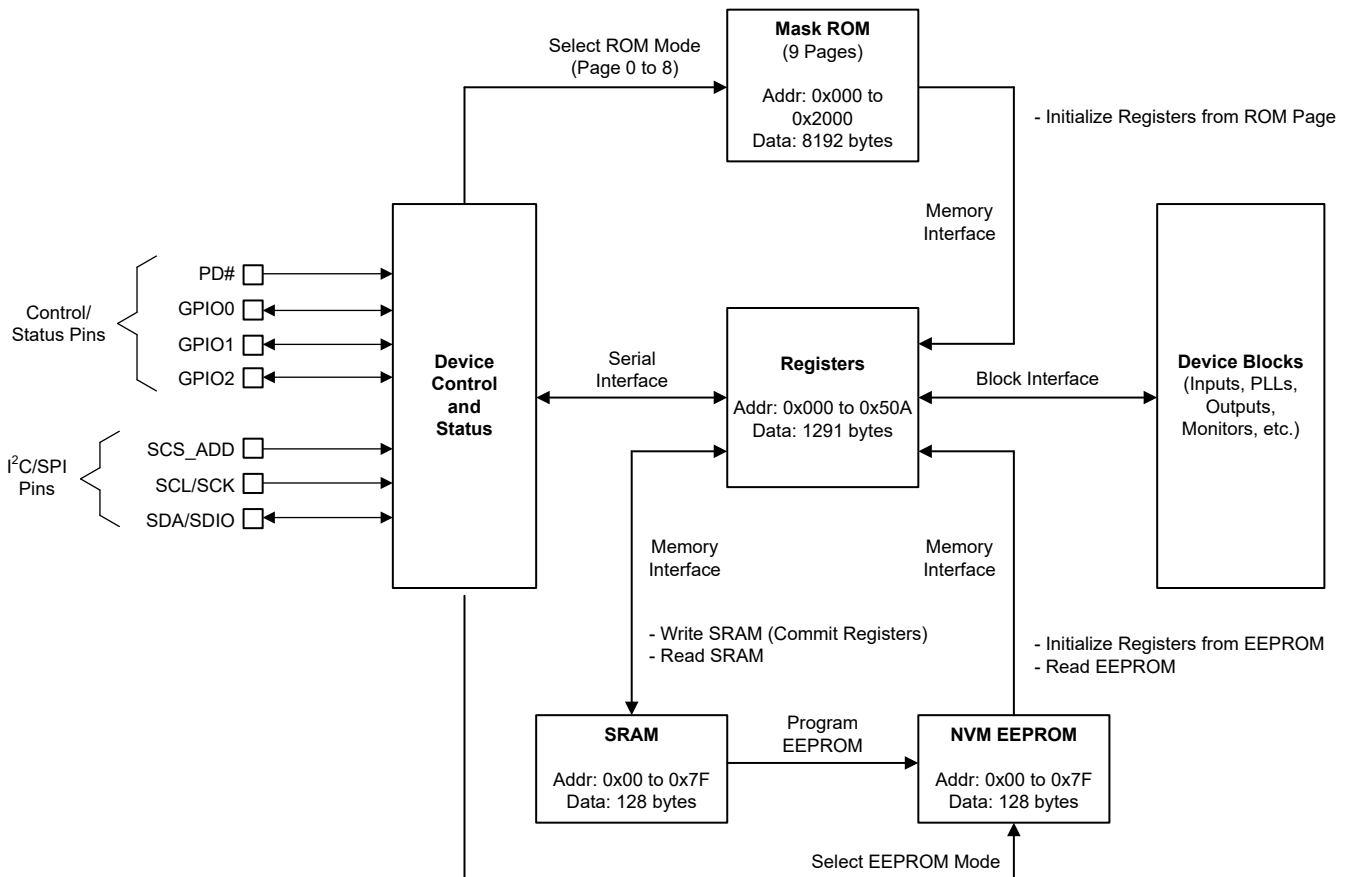 Mask ROM
(9 Pages)
Addr: 0x000 to
0x2000
Data: 8192 bytes
Select ROM Mode
(Page 0 to 8)
- Initialize Registers from ROM Page
Memory
Interface
Control/
Status Pins
PD#
GPIO0
GPIO1
GPIO2
I²C/SPI
Pins
SCS_ADD
SCL/SCK
SDA/SDIO
Device
Control
and
Status
Serial
Interface
Registers
Addr: 0x000 to 0x50A
Data: 1291 bytes
Block Interface
Device Blocks
(Inputs, PLLs,
Outputs,
Monitors, etc.)
Memory
Interface
Memory
Interface
- Write SRAM (Commit Registers)
- Read SRAM
- Initialize Registers from EEPROM
- Read EEPROM
SRAM
Addr: 0x00 to 0x7F
Data: 128 bytes
Program
EEPROM
NVM EEPROM
Addr: 0x00 to 0x7F
Data: 128 bytes
Select EEPROM Mode